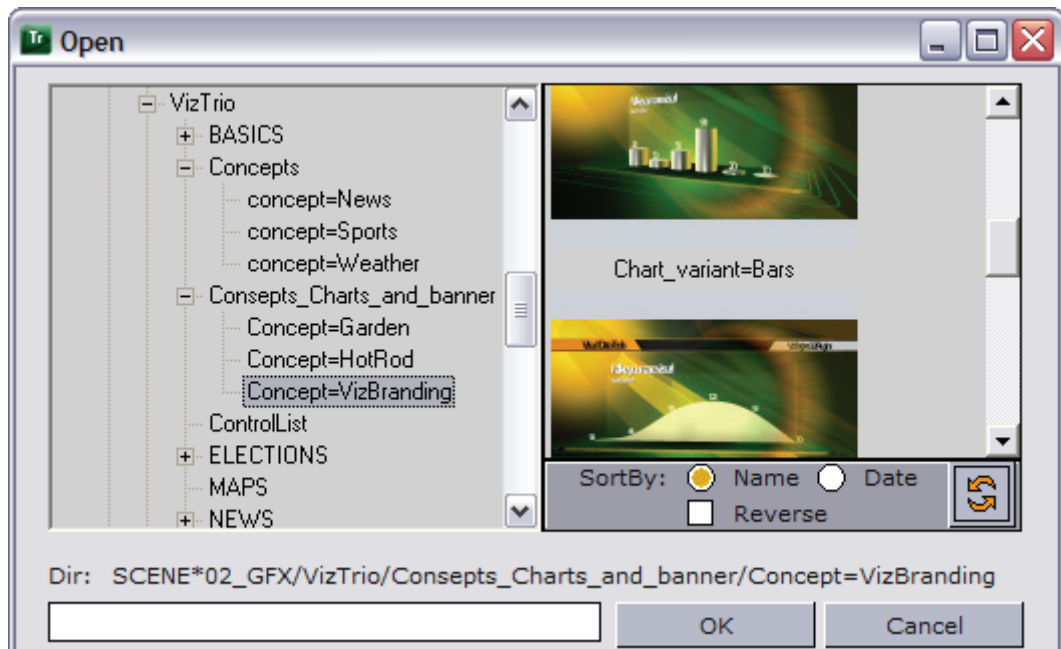 Tr Open
VizTrio
BASICS
Concepts
concept=News
concept=Sports
concept=Weather
Consepts_Charts_and_banner
Concept=Garden
Concept=HotRod
Concept=VizBranding
ControlList
ELECTIONS
MAPS
NEWS
Chart_variant=Bars
SortBy: Name Date
Reverse
Dir: SCENE*02_GFX/VizTrio/Consepts_Charts_and_banner/Concept=VizBranding
OK Cancel